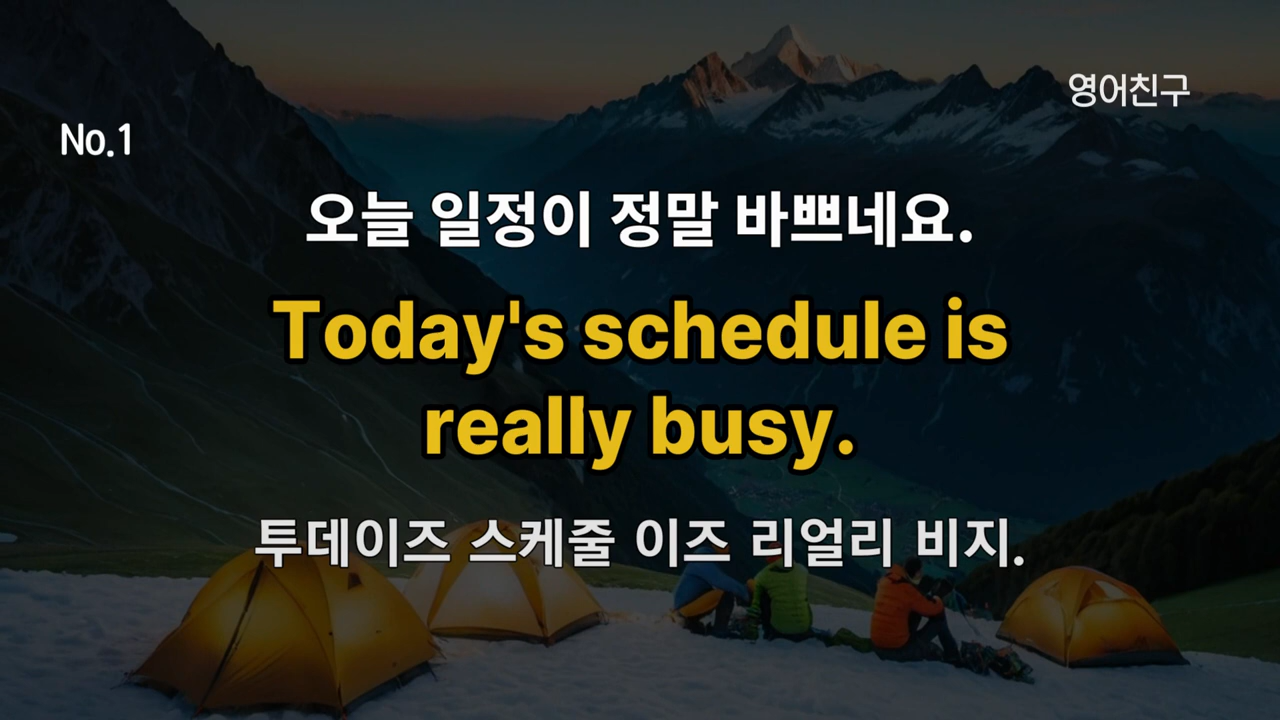 영어친구
No.1
오늘 일정이 정말 바쁘네요.
Today's schedule is
really busy.
투데이즈 스케줄 이즈 리얼리 비지.